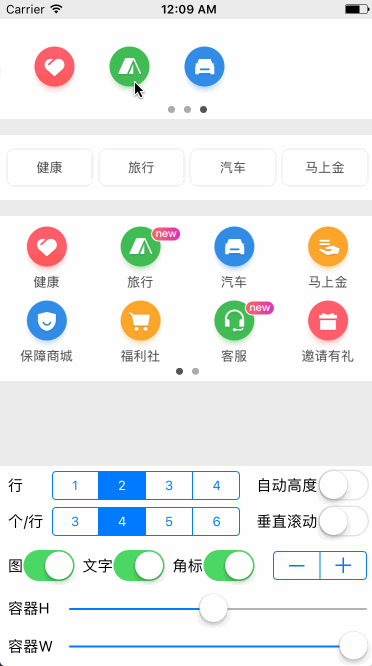 Carrier 12:09 AM
健康 旅行 汽车 马上金
new
健康 旅行 汽车 马上金
new
保障商城 福利社 客服 邀请有礼
行 1 2 3 4 自动高度
个/行 3 4 5 6 垂直滚动
图 文字 角标 — +
容器H
容器W